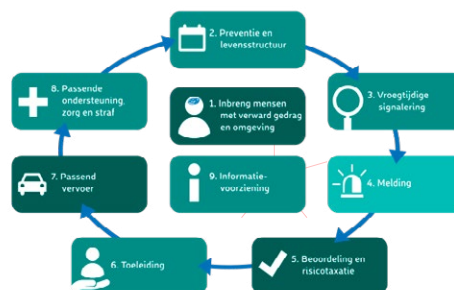 2. Preventie en
levensstructuur
8. Passende
ondersteuning,
zorg en straf
1. Inbreng mensen
met verward gedrag
en omgeving
3. Vroegtijdige
signalering
7. Passend
vervoer
9. Informatie-
voorziening
4. Melding
6. Toeleiding
5. Beoordeling en
risicotaxatie